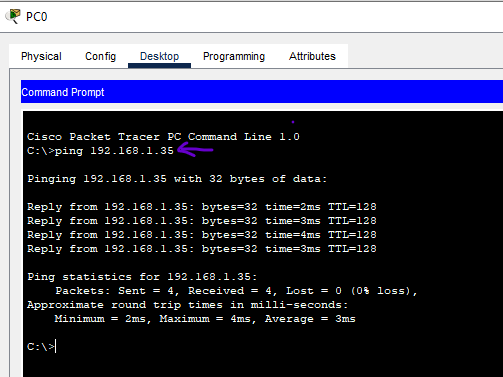 PC0
Physical Config Desktop Programming Attributes
Command Prompt
Cisco Packet Tracer PC Command Line 1.0
C:\>ping 192.168.1.35
Pinging 192.168.1.35 with 32 bytes of data:
Reply from 192.168.1.35: bytes=32 time=2ms TTL=128
Reply from 192.168.1.35: bytes=32 time=3ms TTL=128
Reply from 192.168.1.35: bytes=32 time=4ms TTL=128
Reply from 192.168.1.35: bytes=32 time=3ms TTL=128
Ping statistics for 192.168.1.35:
Packets: Sent = 4, Received = 4, Lost = 0 (0% loss),
Approximate round trip times in milli-seconds:
Minimum = 2ms, Maximum = 4ms, Average = 3ms
C:\>